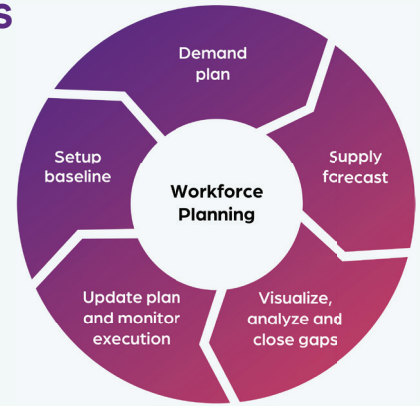 s
Demand
plan
Supply
forecast
Visualize,
analyze and
close gaps
Update plan
and monitor
execution
Setup
baseline
Workforce
Planning